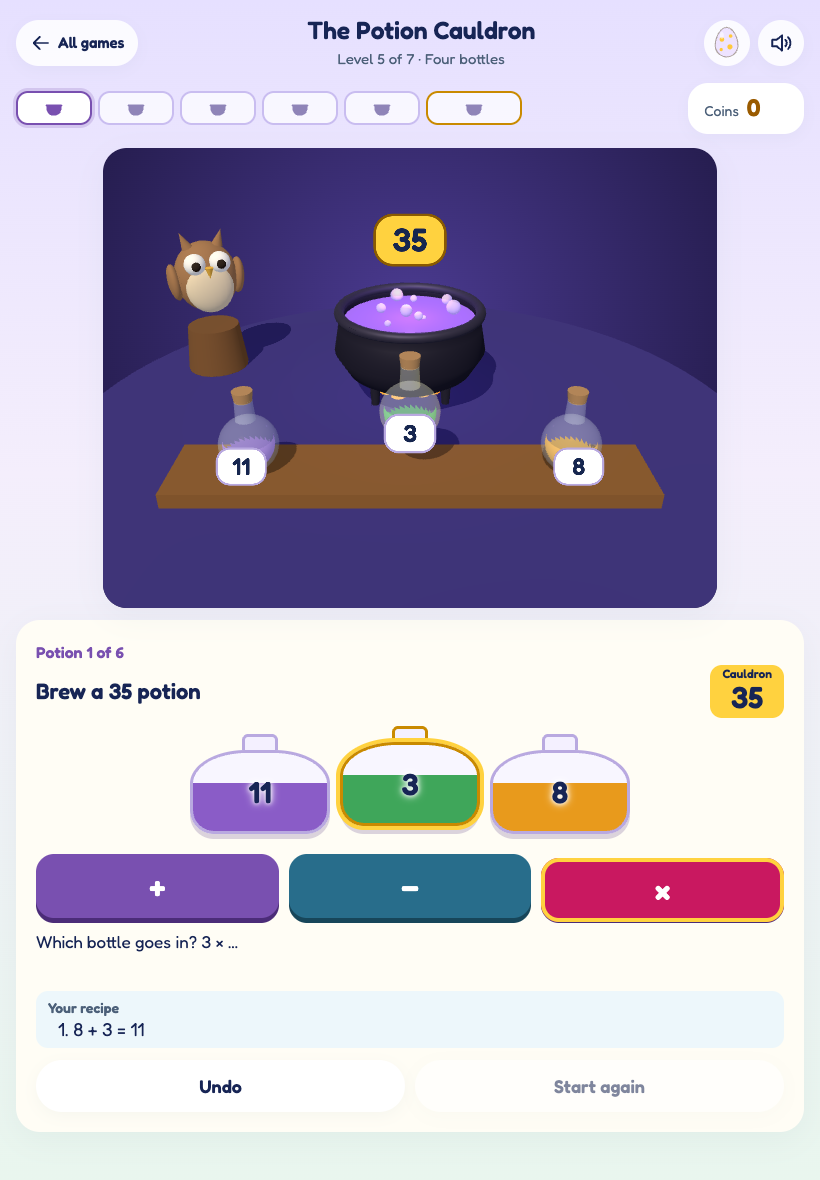 All games
The Potion Cauldron
Level 5 of 7 · Four bottles
Coins 0
35
3
11
8
Potion 1 of 6
Brew a 35 potion
Cauldron
35
11
3
8
+
−
×
Which bottle goes in? 3 × ...
Your recipe
1. 8 + 3 = 11
Undo
Start again